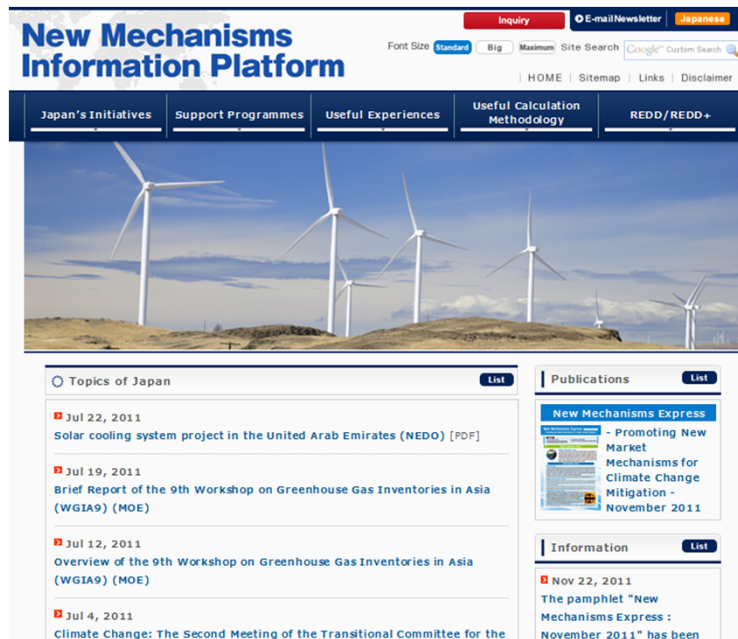 New Mechanisms
Information Platform
Inquiry
E-mail Newsletter
Japanese
Font Size Standard Big Maximum Site Search Google™ Custom Search
| HOME | Sitemap | Links | Disclaimer
Japan's Initiatives
Support Programmes
Useful Experiences
Useful Calculation
Methodology
REDD/REDD+
Topics of Japan
List
Jul 22, 2011
Solar cooling system project in the United Arab Emirates (NEDO) [PDF]
Jul 19, 2011
Brief Report of the 9th Workshop on Greenhouse Gas Inventories in Asia
(WGIA9) (MOE)
Jul 12, 2011
Overview of the 9th Workshop on Greenhouse Gas Inventories in Asia
(WGIA9) (MOE)
Jul 4, 2011
Climate Change: The Second Meeting of the Transitional Committee for the
Publications
List
New Mechanisms Express
- Promoting New
Market
Mechanisms for
Climate Change
Mitigation -
November 2011
Information
List
Nov 22, 2011
The pamphlet "New
Mechanisms Express :
November 2011" has been